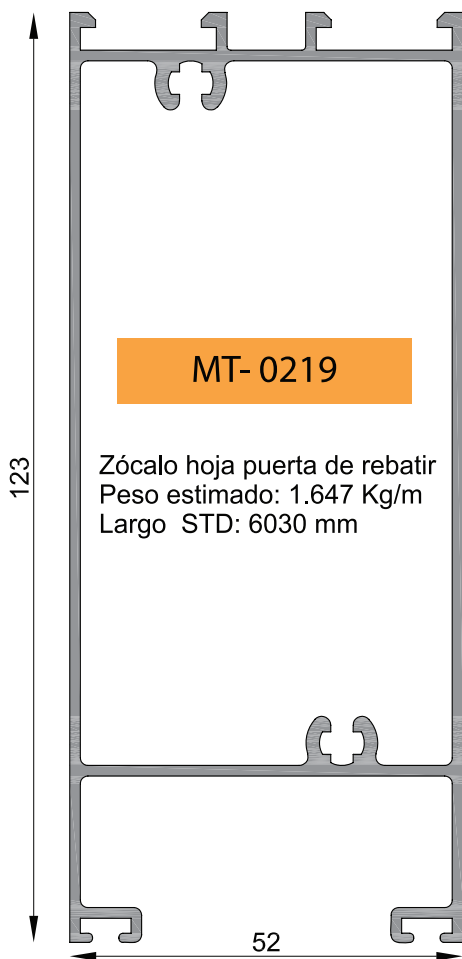 MT- 0219
Zócalo hoja puerta de rebatir
Peso estimado: 1.647 Kg/m
Largo STD: 6030 mm
123
52